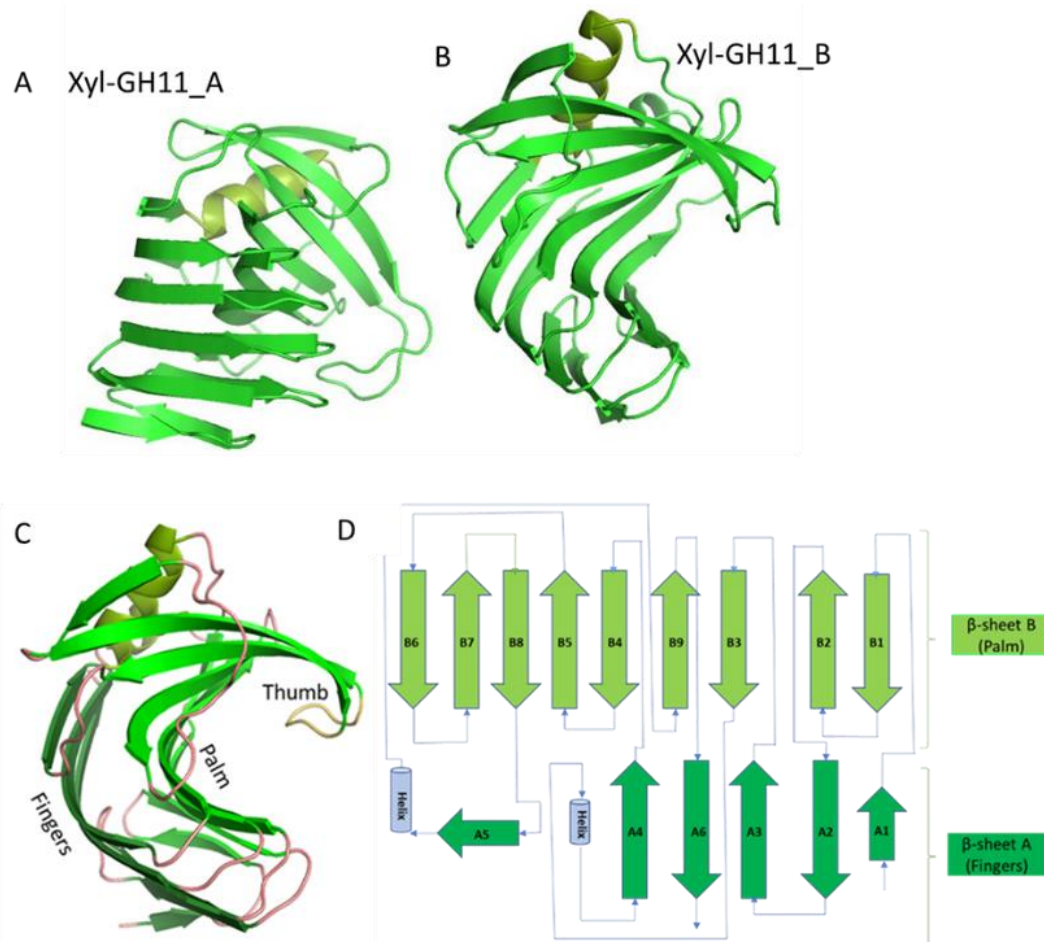 A Xyl-GH11_A
B Xyl-GH11_B
C
Thumb
Palm
Fingers
D
B6 B7 B8 B5 B4 B9 B3 B2 B1
β-sheet B
(Palm)
Helix A5 Helix A4 A6 A3 A2 A1
β-sheet A
(Fingers)